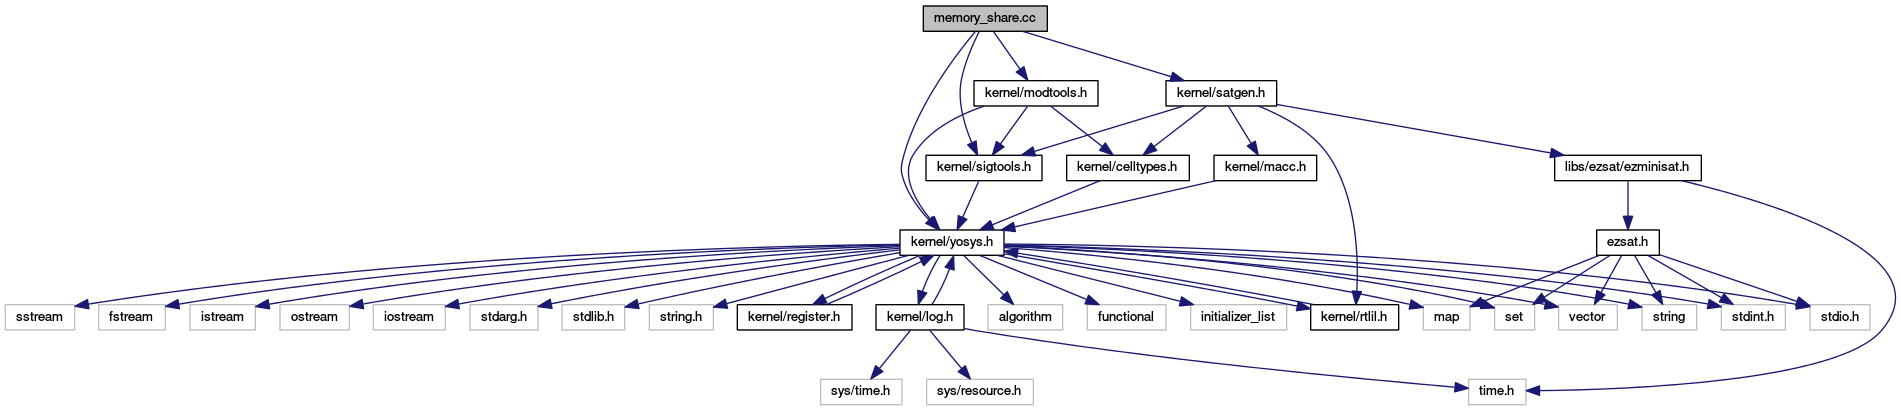 memory_share.cc
kernel/modtools.h
kernel/satgen.h
kernel/sigtools.h
kernel/celltypes.h
kernel/macc.h
libs/ezsat/ezminisat.h
kernel/yosys.h
ezsat.h
sstream
fstream
istream
ostream
iostream
stdarg.h
stdlib.h
string.h
kernel/register.h
kernel/log.h
algorithm
functional
initializer_list
kernel/rtlil.h
map
set
vector
string
stdint.h
stdio.h
sys/time.h
sys/resource.h
time.h